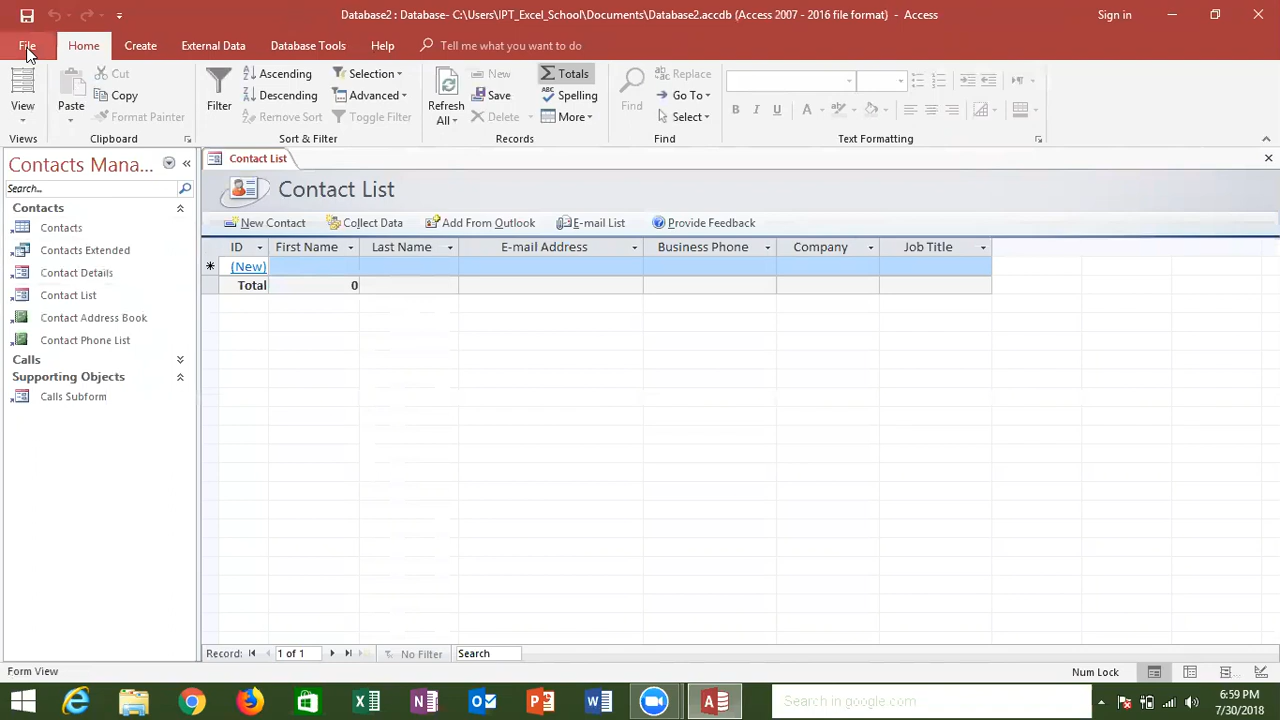 Database2 : Database- C:\Users\IPT_Excel_School\Documents\Database2.accdb (Access 2007 - 2016 file format) - Access
Sign in
File Home Create External Data Database Tools Help Tell me what you want to do
View
Views
Paste
Cut
Copy
Format Painter
Clipboard
Filter
Ascending
Descending
Remove Sort
Selection
Advanced
Toggle Filter
Sort & Filter
Refresh
All
New
Save
Delete
Totals
Spelling
More
Records
Find
Replace
Go To
Select
Find
B I U A
Text Formatting
Contacts Mana...
Search...
Contacts
Contacts
Contacts Extended
Contact Details
Contact List
Contact Address Book
Contact Phone List
Calls
Supporting Objects
Calls Subform
Contact List
Contact List
New Contact Collect Data Add From Outlook E-mail List Provide Feedback
ID First Name Last Name E-mail Address Business Phone Company Job Title
(New)
Total 0
Record: 1 of 1 No Filter Search
Form View
Num Lock
Search in google.com
6:59 PM
7/30/2018